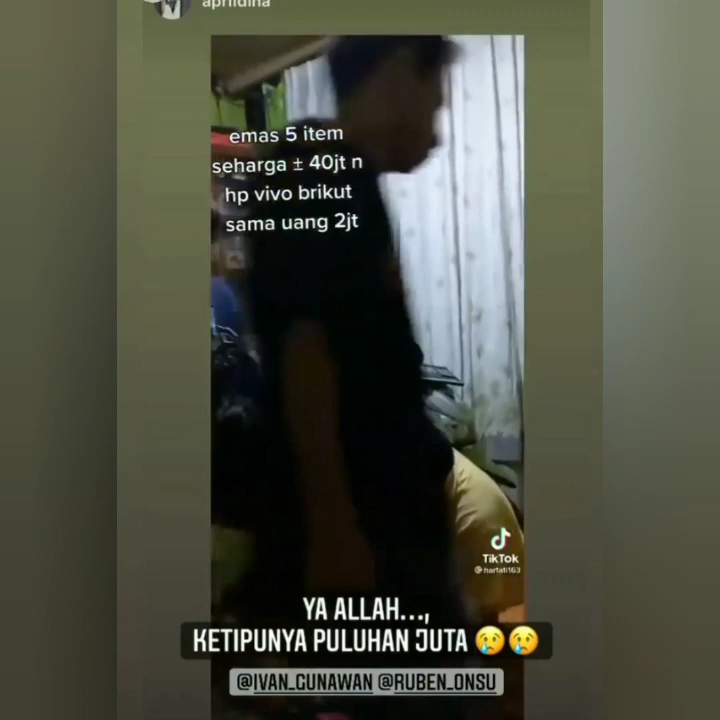 aprildina
emas 5 item
seharga ± 40jt n
hp vivo brikut
sama uang 2jt
TikTok
@hartati163
YA ALLAH...,
KETIPUNYA PULUHAN JUTA 😢😢
@IVAN_GUNAWAN @RUBEN_ONSU